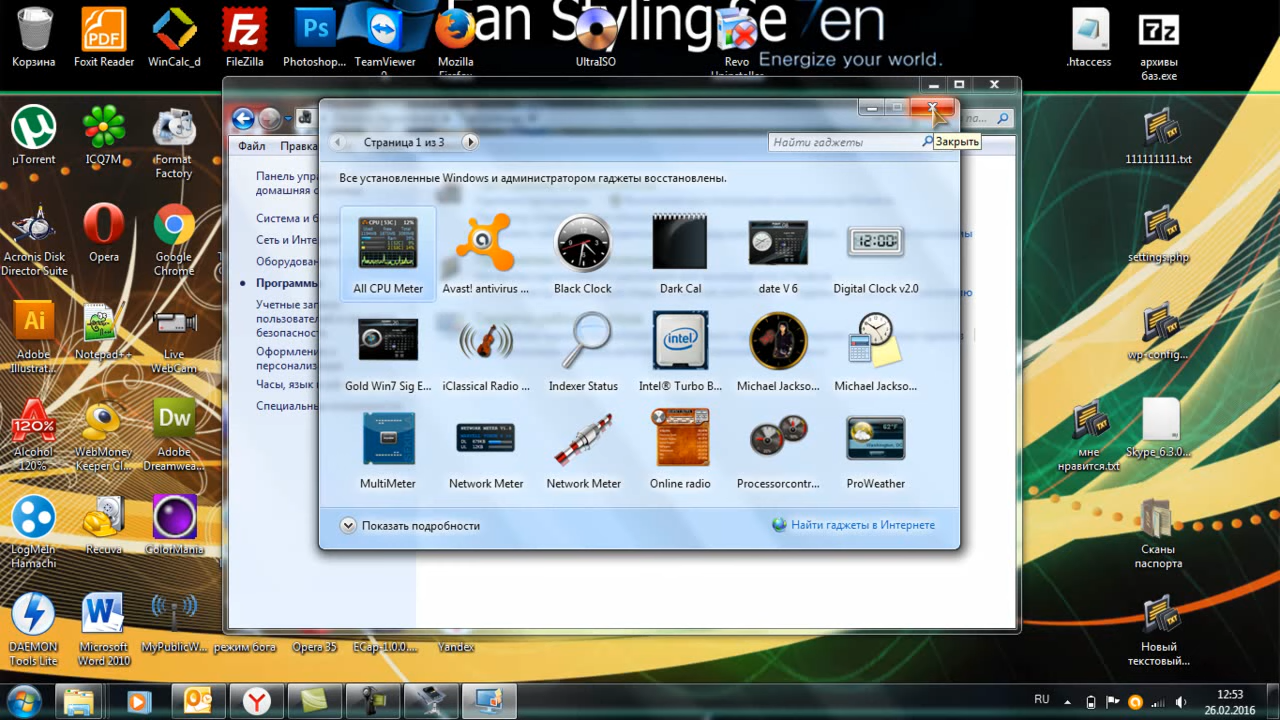 Fan Styling Se7en
Energize your world.
Корзина
Foxit Reader
WinCalc_d
FileZilla
Photoshop...
TeamViewer
Mozilla
UltraISO
Revo
.htaccess
архивы
баз.exe
µTorrent
ICQ7M
Format
Factory
111111111.txt
Acronis Disk
Director Suite
Opera
Google
Chrome
settings.php
Adobe
Illustrat...
Notepad++
Live
WebCam
wp-config...
Alcohol
120%
WebMoney
Keeper Cl...
Adobe
Dreamwea...
мне
нравится.txt
Skype_6.3.0...
LogMeIn
Hamachi
Recuva
ColorMania
Сканы
паспорта
DAEMON
Tools Lite
Microsoft
Word 2010
MyPublicW...
режим бога
Opera 35
ECap-1.0.0....
Yandex
Новый
текстовый...
Файл
Правка
Панель упра
домашняя с
Система и б
Сеть и Инте
Оборудован
Программы
Учетные зап
пользовател
безопасност
Оформлени
персонализ
Часы, язык и
Специальны
Страница 1 из 3
Найти гаджеты
Закрыть
Все установленные Windows и администратором гаджеты восстановлены.
All CPU Meter
Avast! antivirus ...
Black Clock
Dark Cal
date V 6
Digital Clock v2.0
Gold Win7 Sig E...
iClassical Radio ...
Indexer Status
Intel® Turbo B...
Michael Jackso...
Michael Jackso...
MultiMeter
Network Meter
Network Meter
Online radio
Processorcontr...
ProWeather
Показать подробности
Найти гаджеты в Интернете
RU
12:53
26.02.2016